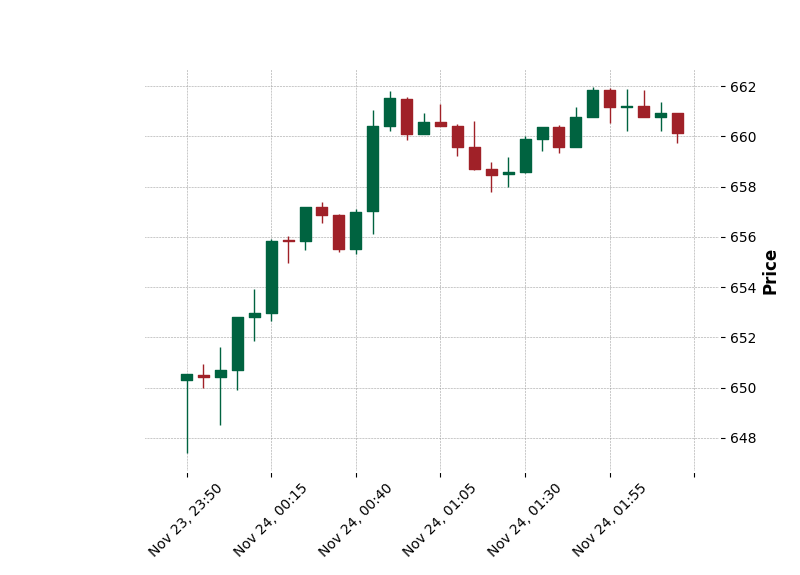 662
660
658
656
654
652
650
648
Price
Nov 23, 23:50
Nov 24, 00:15
Nov 24, 00:40
Nov 24, 01:05
Nov 24, 01:30
Nov 24, 01:55